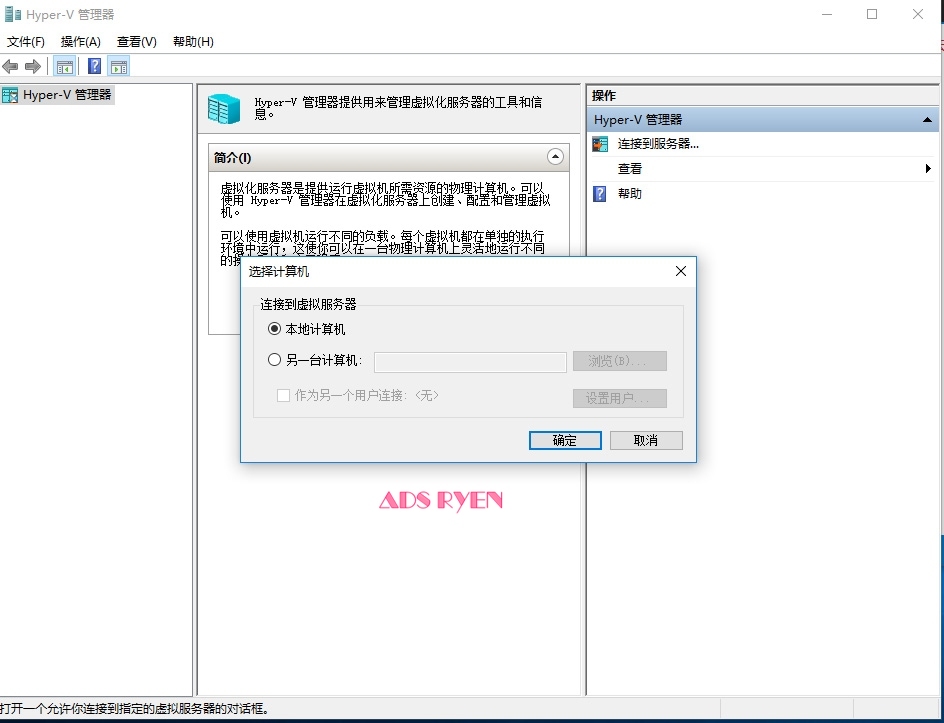 Hyper-V 管理器
文件(F) 操作(A) 查看(V) 帮助(H)
Hyper-V 管理器
Hyper-V 管理器提供用来管理虚拟化服务器的工具和信
息。
简介(I)
虚拟化服务器是提供运行虚拟机所需资源的物理计算机。可以
使用 Hyper-V 管理器在虚拟化服务器上创建、配置和管理虚拟
机。
可以使用虚拟机运行不同的负载。每个虚拟机都在单独的执行
环境中运行，这使你可以在一台物理计算机上灵活地运行不同
的操
操作
Hyper-V 管理器
连接到服务器...
查看
帮助
选择计算机
连接到虚拟服务器
本地计算机
另一台计算机:
浏览(B)...
作为另一个用户连接: <无>
设置用户...
确定
取消
ADS RYEN
打开一个允许你连接到指定的虚拟服务器的对话框。